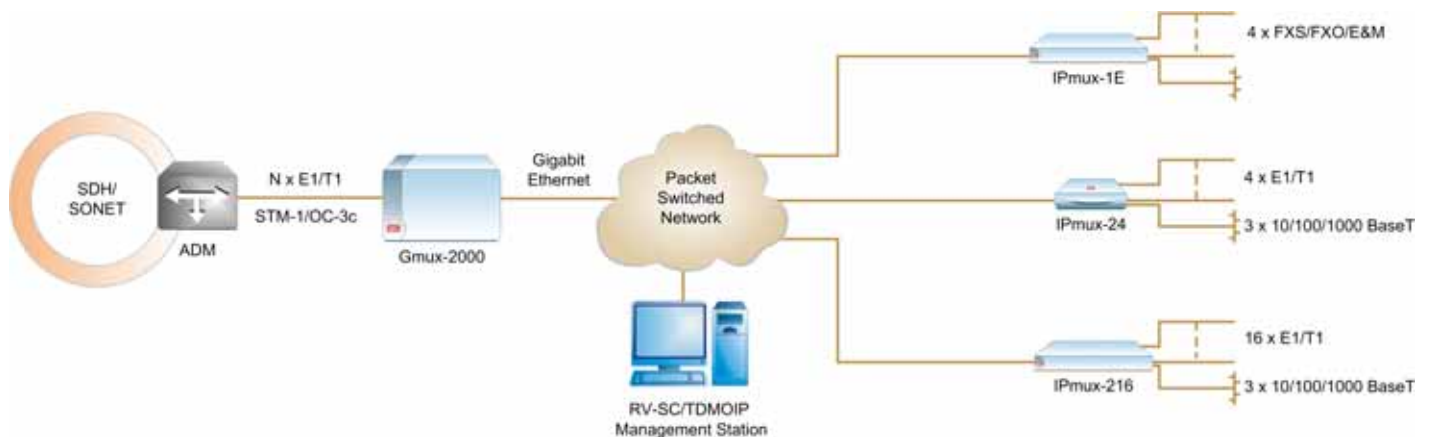 SDH/
SONET
ADM
N x E1/T1
STM-1/OC-3c
Gmux-2000
Gigabit
Ethernet
Packet
Switched
Network
RV-SC/TDMOIP
Management Station
IPmux-1E
4 x FXS/FXO/E&M
IPmux-24
4 x E1/T1
3 x 10/100/1000 BaseT
IPmux-216
16 x E1/T1
3 x 10/100/1000 BaseT